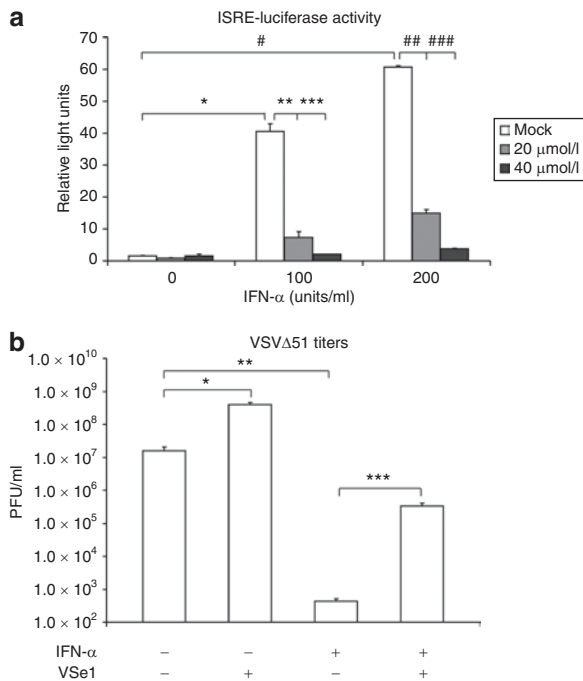 a
ISRE-luciferase activity
#
## ###
*
** ***
Relative light units
70
60
50
40
30
20
10
0
0 100 200
IFN-α (units/ml)
Mock
20 μmol/l
40 μmol/l
b
VSVΔ51 titers
**
*
***
PFU/ml
1.0 × 10¹⁰
1.0 × 10⁹
1.0 × 10⁸
1.0 × 10⁷
1.0 × 10⁶
1.0 × 10⁵
1.0 × 10⁴
1.0 × 10³
1.0 × 10²
IFN-α – – + +
VSe1 – + – +